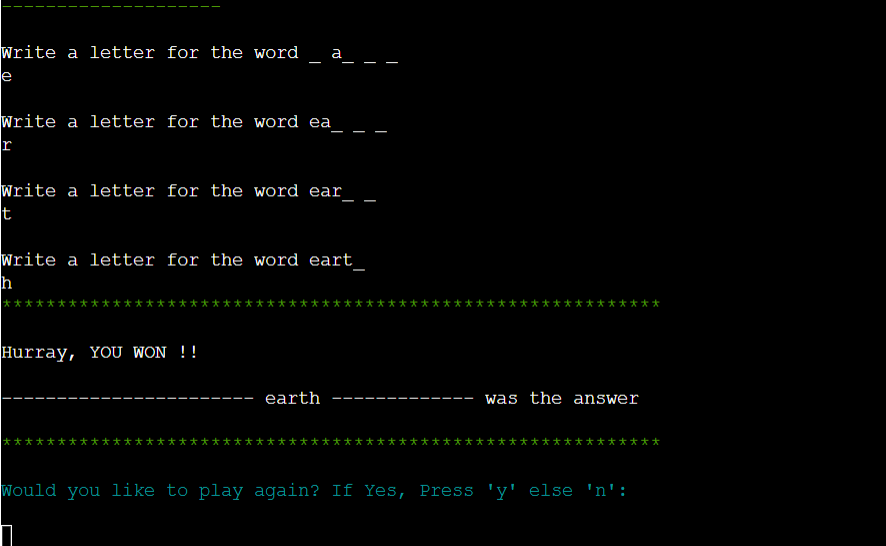 --------------------
Write a letter for the word _ a_ _ _
e
Write a letter for the word ea_ _ _
r
Write a letter for the word ear_ _
t
Write a letter for the word eart_
h
************************************************************
Hurray, YOU WON !!
----------------------- earth ------------- was the answer
************************************************************
Would you like to play again? If Yes, Press 'y' else 'n':